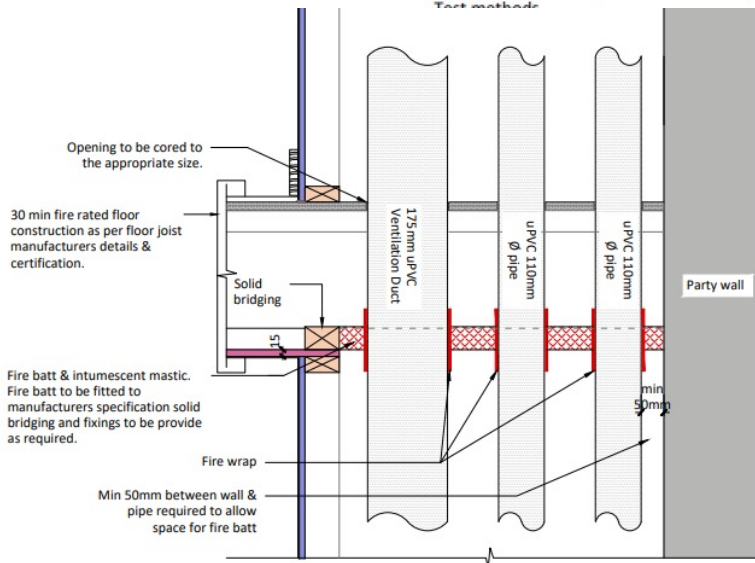 Test methods
Opening to be cored to
the appropriate size.
30 min fire rated floor
construction as per floor joist
manufacturers details &
certification.
Solid
bridging
15
Fire batt & intumescent mastic.
Fire batt to be fitted to
manufacturers specification solid
bridging and fixings to be provide
as required.
Fire wrap
Min 50mm between wall &
pipe required to allow
space for fire batt
175mm uPVC
Ventilation Duct
uPVC 110mm
Ø pipe
uPVC 110mm
Ø pipe
Party wall
min
50mm